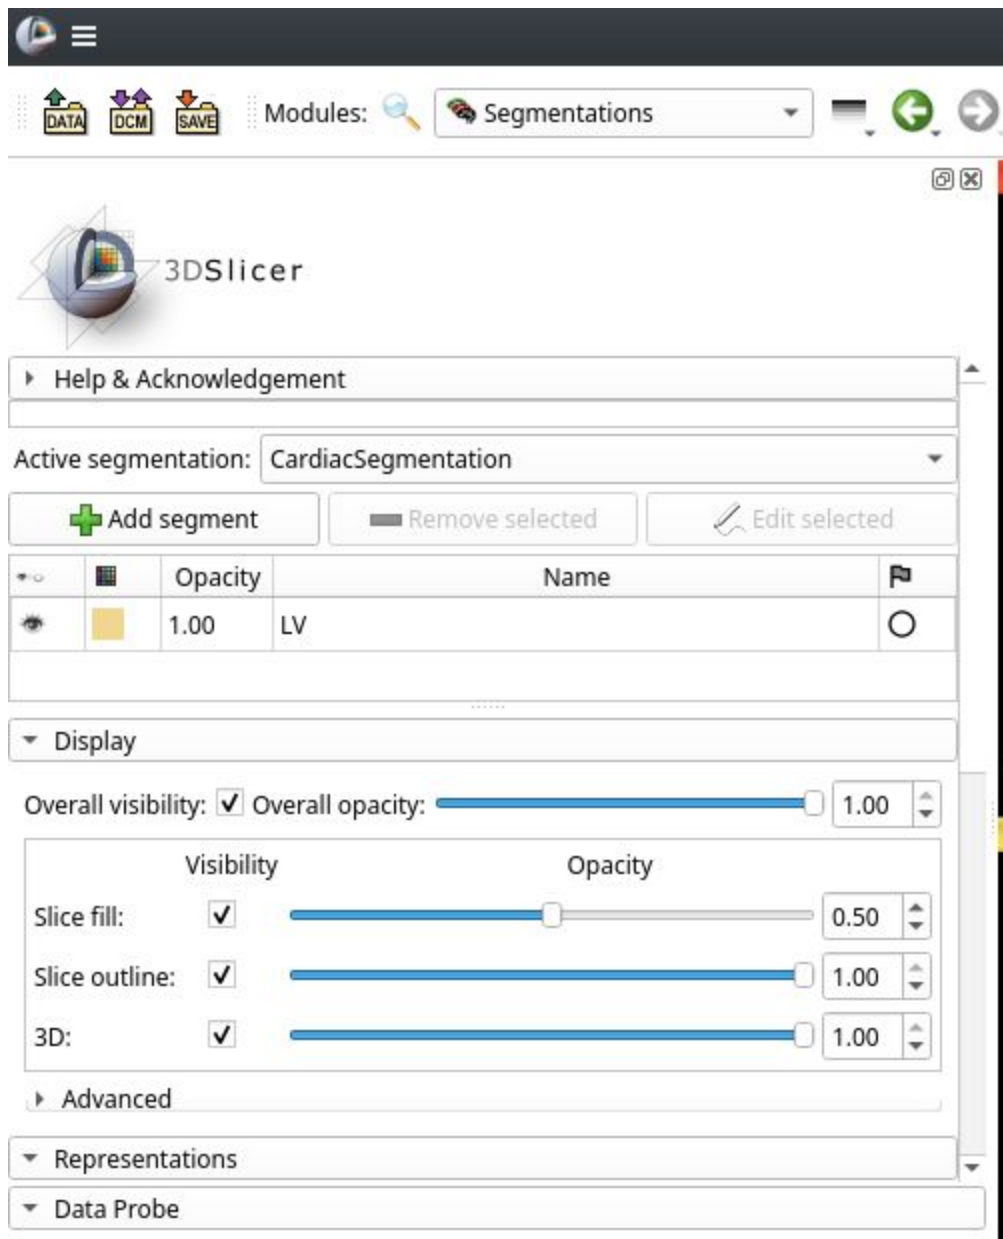 DATA DCM SAVE Modules: Segmentations
3DSlicer
Help & Acknowledgement
Active segmentation: CardiacSegmentation
Add segment Remove selected Edit selected
Opacity Name
1.00 LV
Display
Overall visibility: Overall opacity: 1.00
Visibility Opacity
Slice fill: 0.50
Slice outline: 1.00
3D: 1.00
Advanced
Representations
Data Probe